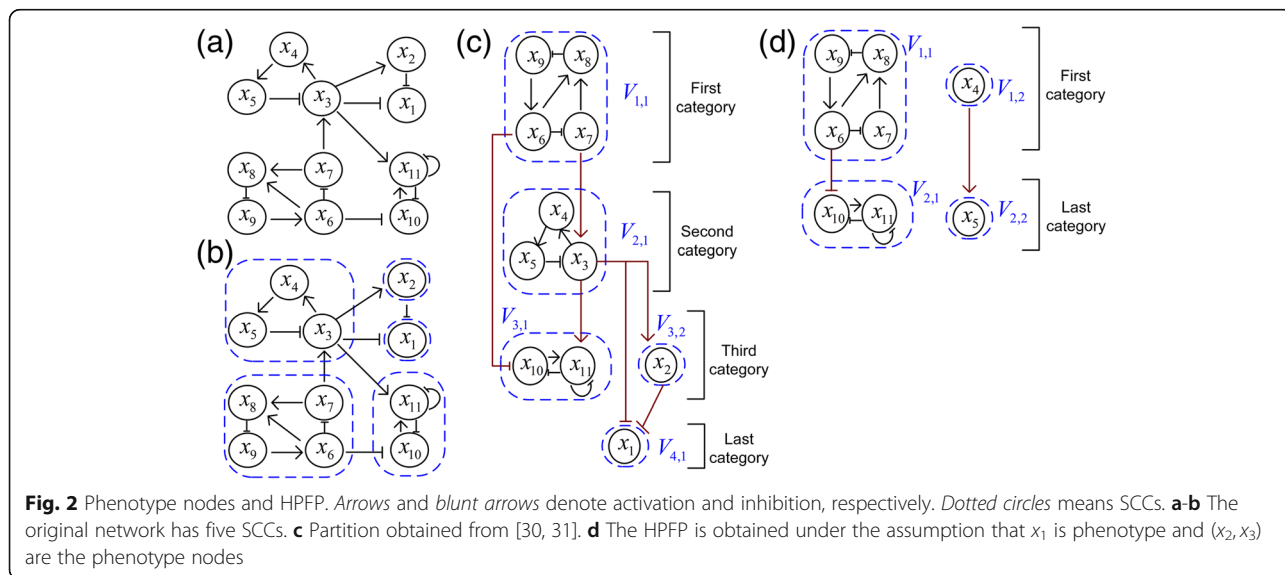 (a)
x4
x2
x5
x3
x1
x8
x7
x11
x9
x6
x10
(b)
x4
x2
x5
x3
x1
x8
x7
x11
x9
x6
x10
(c)
x9
x8
V1,1
x6
x7
First
category
x4
V2,1
x5
x3
Second
category
V3,1
V3,2
x10
x11
x2
Third
category
x1
V4,1
Last
category
(d)
x9
x8
V1,1
x4
V1,2
x6
x7
First
category
x10
x11
V2,1
x5
V2,2
Last
category
Fig. 2 Phenotype nodes and HPFP. Arrows and blunt arrows denote activation and inhibition, respectively. Dotted circles means SCCs. a-b The
original network has five SCCs. c Partition obtained from [30, 31]. d The HPFP is obtained under the assumption that x1 is phenotype and (x2, x3)
are the phenotype nodes